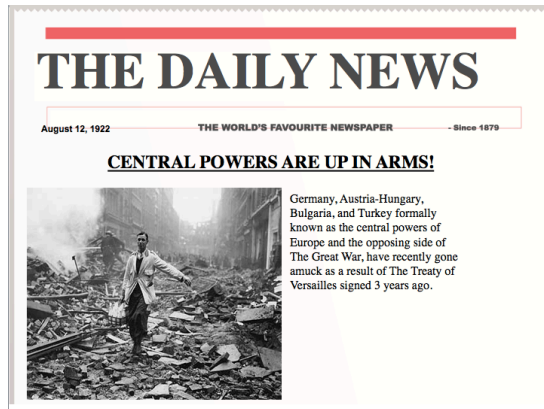 THE DAILY NEWS
August 12, 1922 THE WORLD'S FAVOURITE NEWSPAPER - Since 1879
CENTRAL POWERS ARE UP IN ARMS!
Germany, Austria-Hungary,
Bulgaria, and Turkey formally
known as the central powers of
Europe and the opposing side of
The Great War, have recently gone
amuck as a result of The Treaty of
Versailles signed 3 years ago.